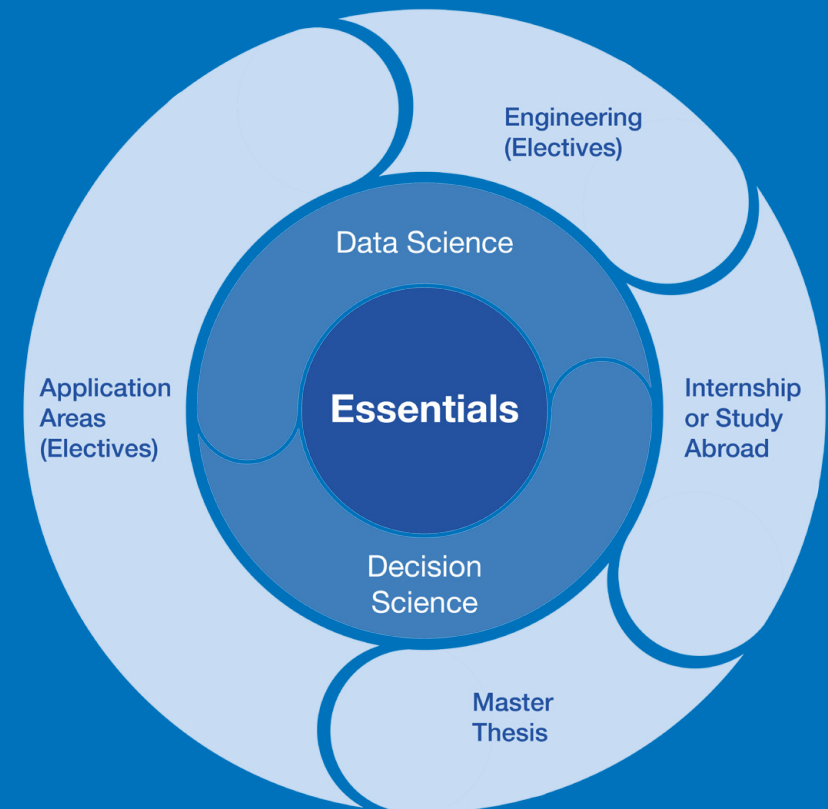 Engineering
(Electives)
Data Science
Application
Areas
(Electives)
Essentials
Internship
or Study
Abroad
Decision
Science
Master
Thesis